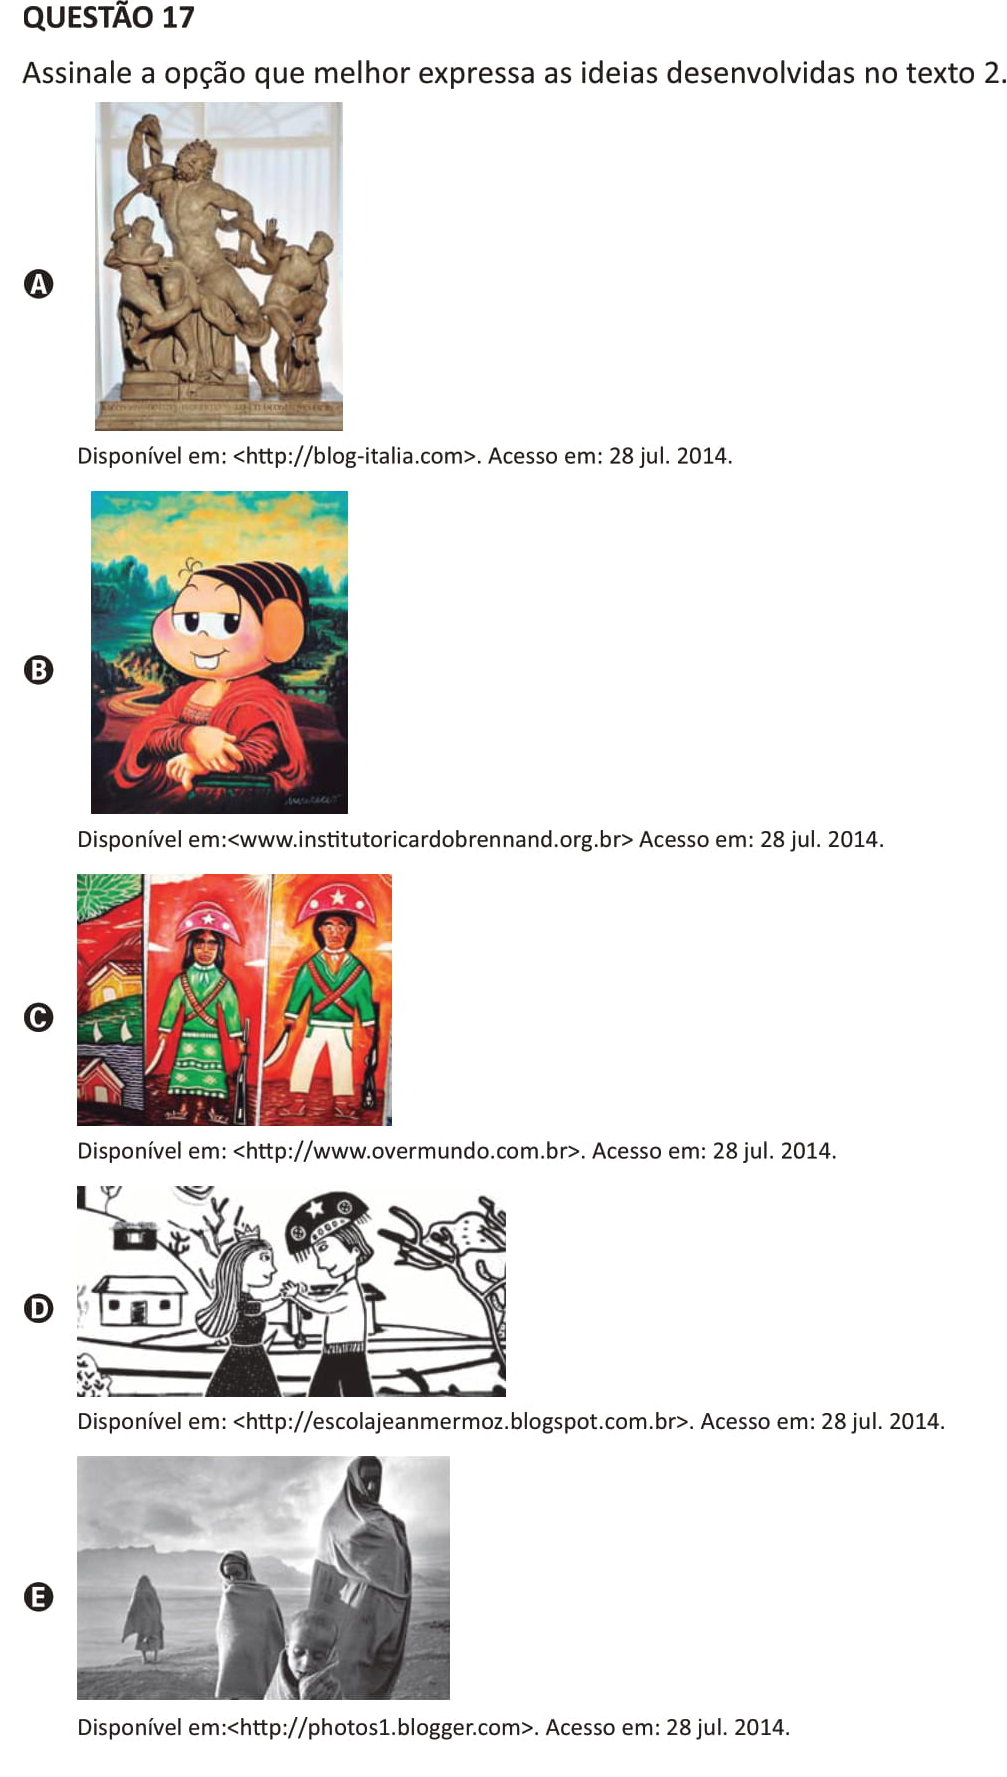 QUESTÃO 17
Assinale a opção que melhor expressa as ideias desenvolvidas no texto 2.
A
Disponível em: <http://blog-italia.com>. Acesso em: 28 jul. 2014.
B
Disponível em:<www.institutoricardobrennand.org.br> Acesso em: 28 jul. 2014.
C
Disponível em: <http://www.overmundo.com.br>. Acesso em: 28 jul. 2014.
D
Disponível em: <http://escolajeanmermoz.blogspot.com.br>. Acesso em: 28 jul. 2014.
E
Disponível em:<http://photos1.blogger.com>. Acesso em: 28 jul. 2014.